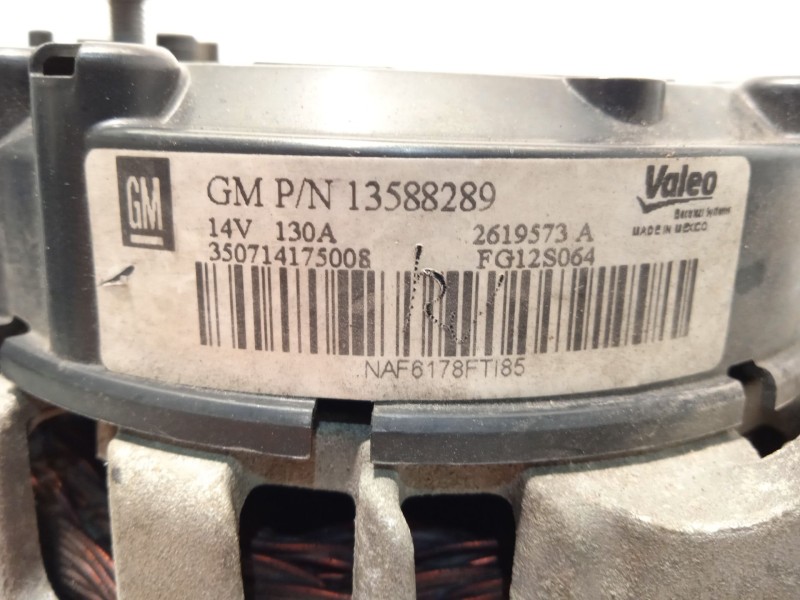 GM
GM P/N 13588289
Valeo
14V 130A
2619573 A
MADE IN MEXICO
350714175008
FG12S064
NAF6178FTI85